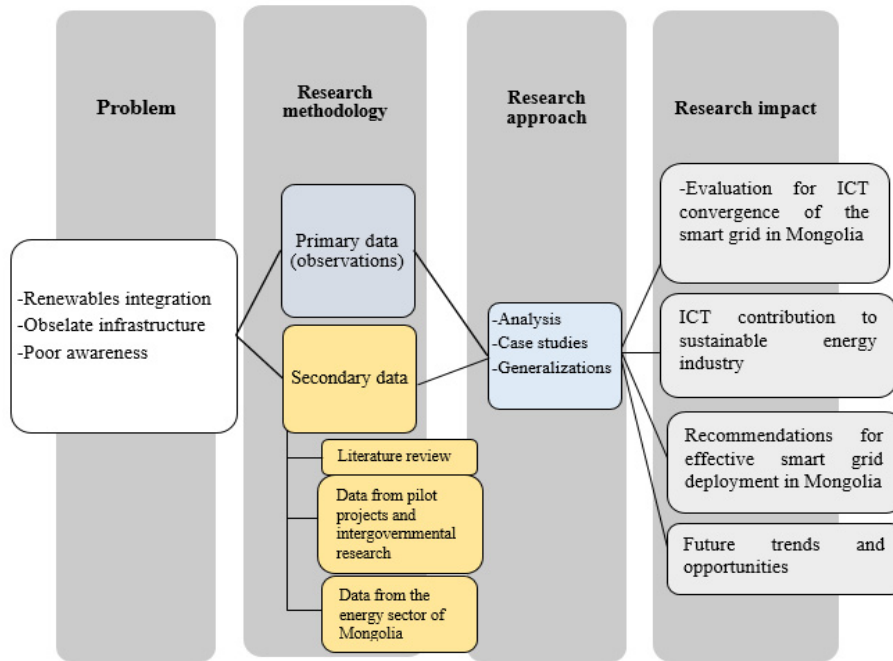 Problem
-Renewables integration
-Obselate infrastructure
-Poor awareness
Research
methodology
Primary data
(observations)
Secondary data
Literature review
Data from pilot
projects and
intergovernmental
research
Data from the
energy sector of
Mongolia
Research
approach
-Analysis
-Case studies
-Generalizations
Research impact
-Evaluation for ICT
convergence of the
smart grid in Mongolia
ICT contribution to
sustainable energy
industry
Recommendations for
effective smart grid
deployment in Mongolia
Future trends and
opportunities